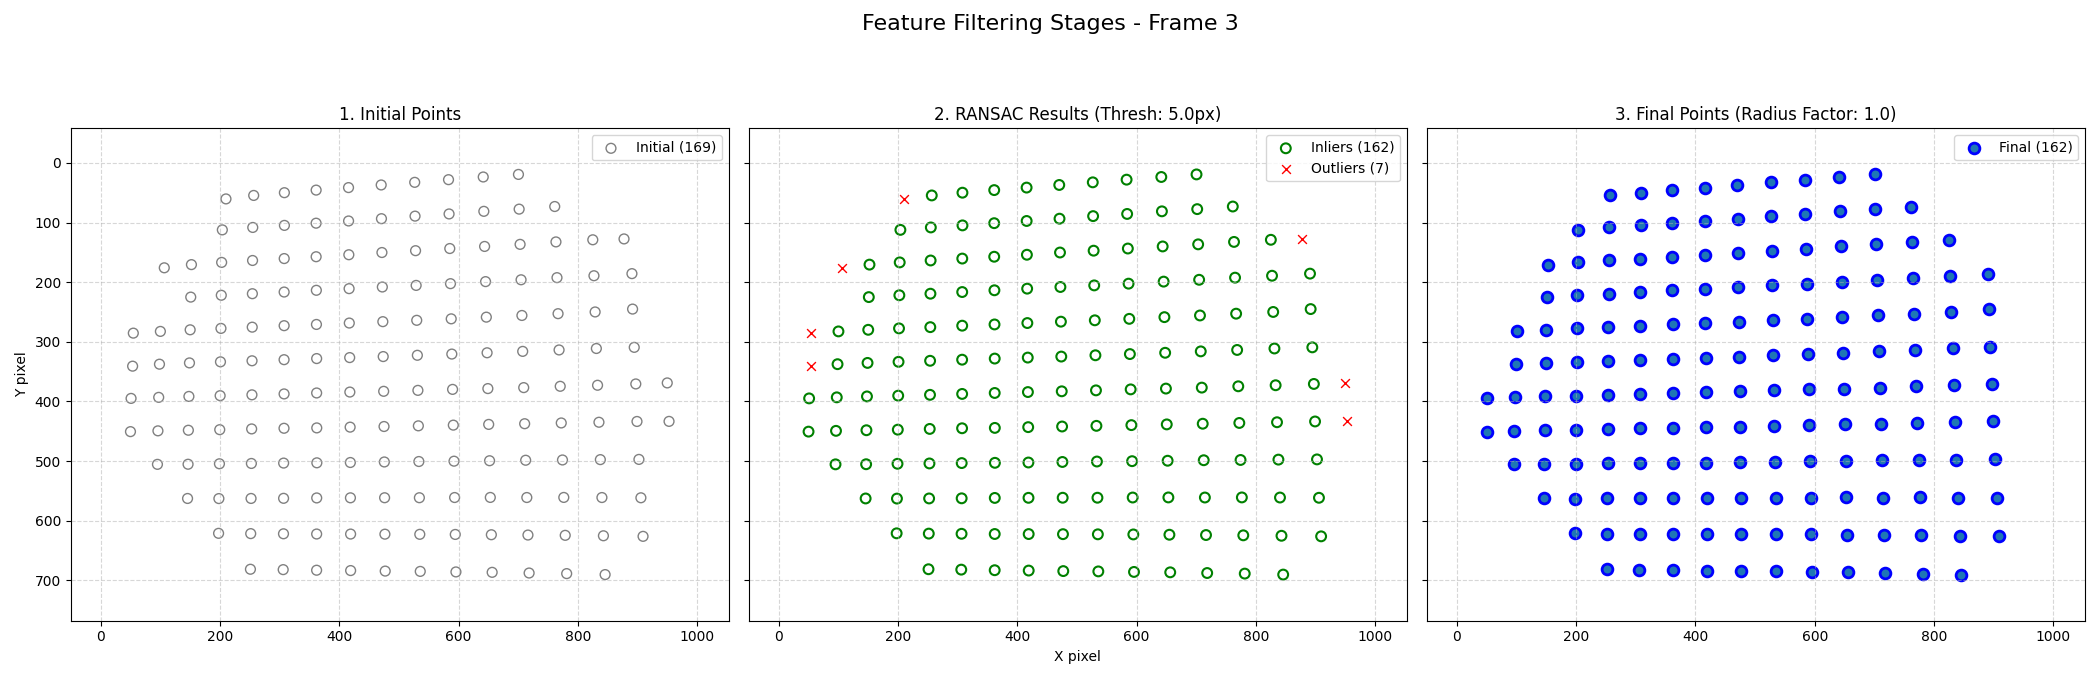 Feature Filtering Stages - Frame 3
1. Initial Points
Initial (169)
0
100
200
300
400
500
600
700
Y pixel
0 200 400 600 800 1000
2. RANSAC Results (Thresh: 5.0px)
Inliers (162)
Outliers (7)
0 200 400 600 800 1000
X pixel
3. Final Points (Radius Factor: 1.0)
Final (162)
0 200 400 600 800 1000